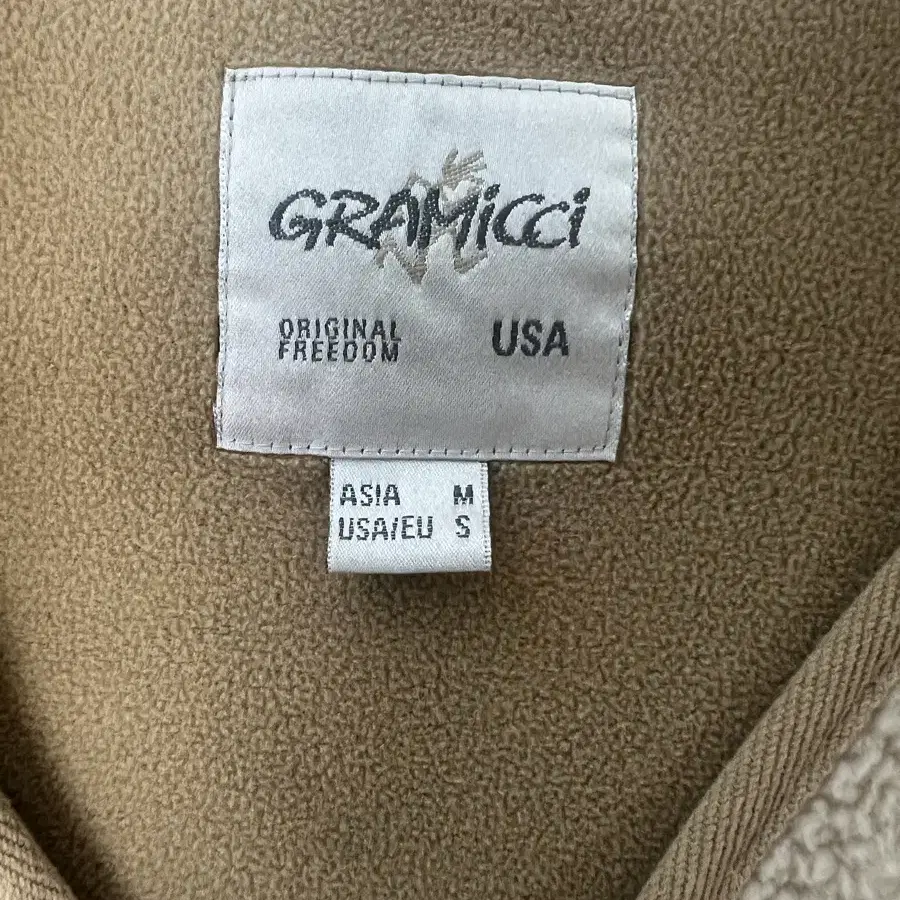 GRAMiCCi
ORIGINAL
FREEDOM
USA
ASIA M
USA/EU S